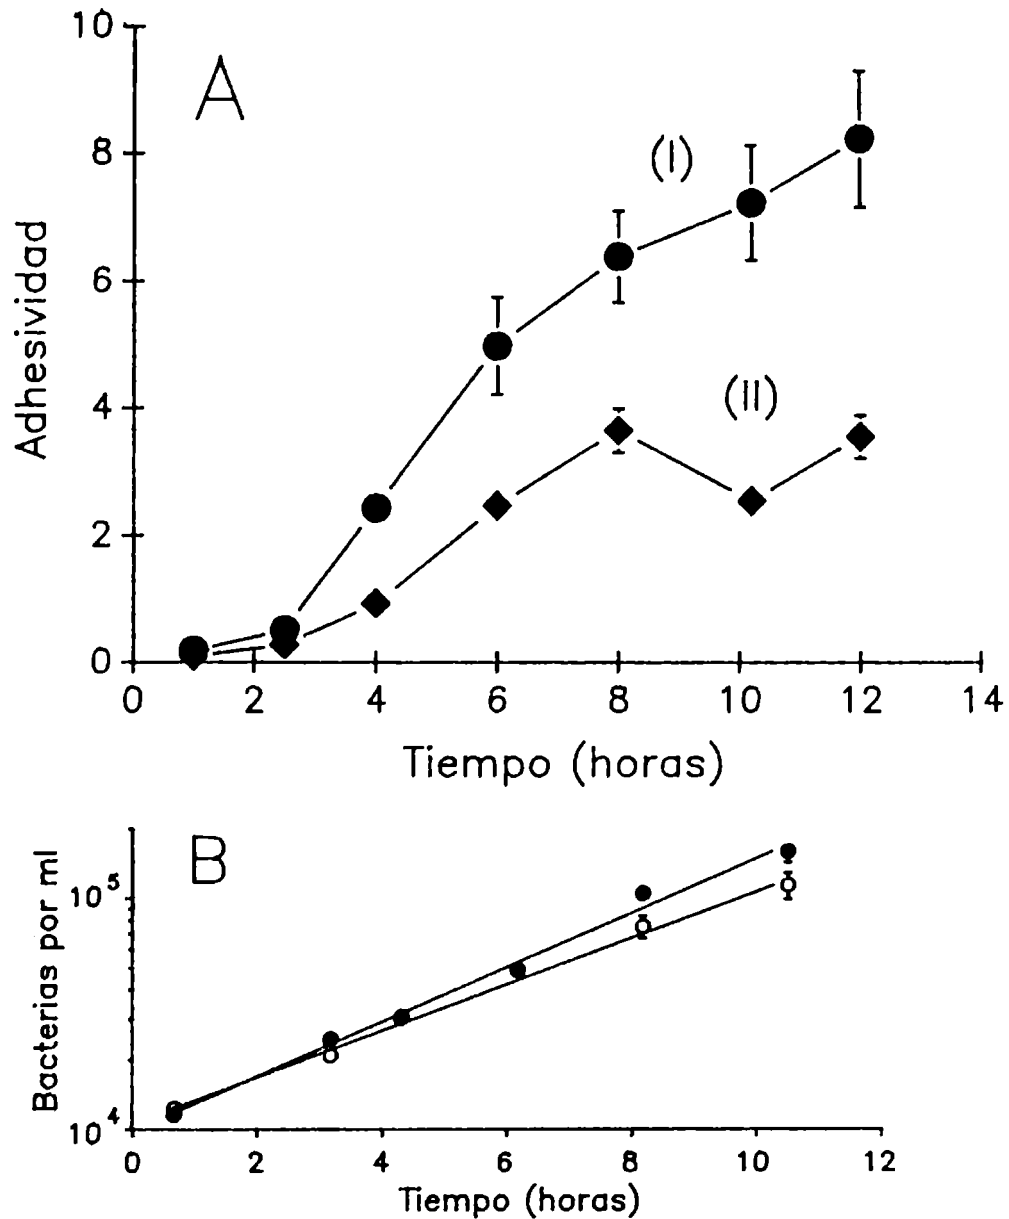 A
10
8
6
4
2
0
Adhesividad
(I)
(II)
0 2 4 6 8 10 12 14
Tiempo (horas)
B
10⁵
10⁴
Bacterias por ml
0 2 4 6 8 10 12
Tiempo (horas)